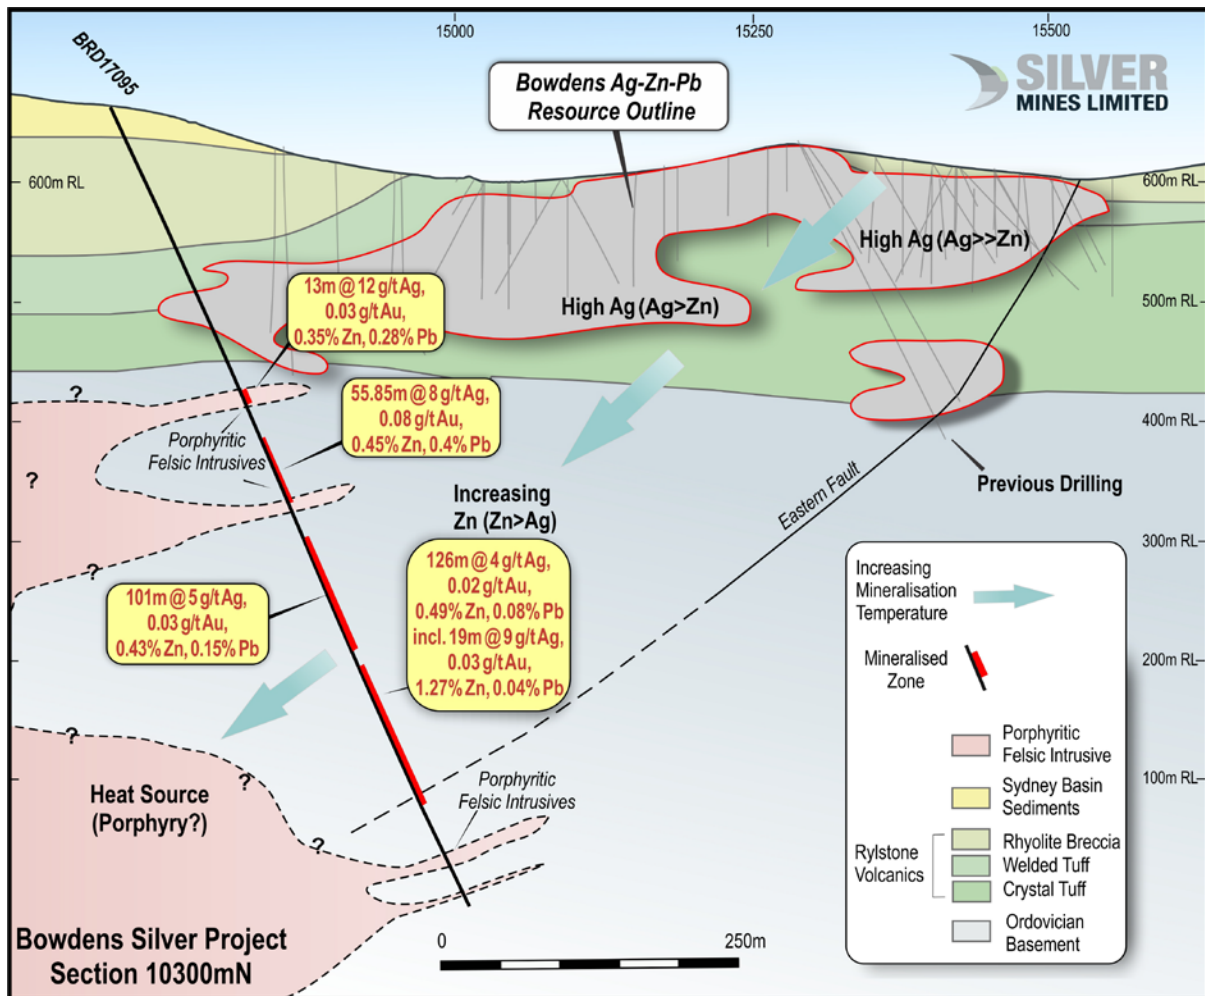 15000
15250
15500
BRD17095
SILVER
MINES LIMITED
Bowdens Ag-Zn-Pb
Resource Outline
600m RL
600m RL
High Ag (Ag>>Zn)
High Ag (Ag>Zn)
13m @ 12 g/t Ag,
0.03 g/t Au,
0.35% Zn, 0.28% Pb
500m RL
?
55.85m @ 8 g/t Ag,
0.08 g/t Au,
0.45% Zn, 0.4% Pb
400m RL
Porphyritic
Felsic Intrusives
?
Previous Drilling
Increasing
Zn (Zn>Ag)
Eastern Fault
300m RL
?
?
126m @ 4 g/t Ag,
0.02 g/t Au,
0.49% Zn, 0.08% Pb
incl. 19m @ 9 g/t Ag,
0.03 g/t Au,
1.27% Zn, 0.04% Pb
101m @ 5 g/t Ag,
0.03 g/t Au,
0.43% Zn, 0.15% Pb
Increasing
Mineralisation
Temperature
Mineralised
Zone
200m RL
?
?
?
Heat Source
(Porphyry?)
Porphyritic
Felsic Intrusives
100m RL
Porphyritic
Felsic Intrusive
Sydney Basin
Sediments
Rylstone
Volcanics
Rhyolite Breccia
Welded Tuff
Crystal Tuff
Ordovician
Basement
Bowdens Silver Project
Section 10300mN
0
250m